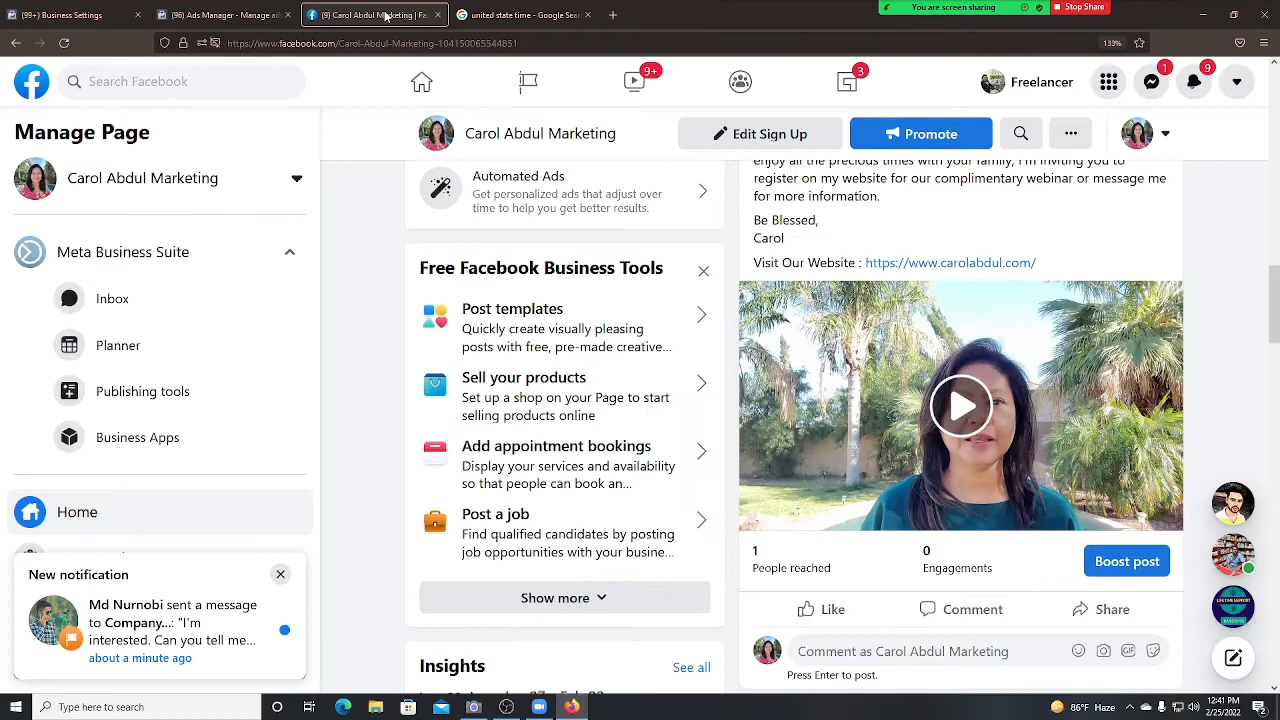 (9+) Business Settings
(9+) Ads Manager - Manage
(9) Carol Abdul Marketing | Fac
united state time - Google Sear
You are screen sharing
Stop Share
https://www.facebook.com/Carol-Abdul-Marketing-104150065544851
133%
Search Facebook
9+
3
Freelancer
1
9
Manage Page
Carol Abdul Marketing
Meta Business Suite
Inbox
Planner
Publishing tools
Business Apps
Home
New notification
Md Nurnobi sent a message
to Company...: "I'm
interested. Can you tell me...
about a minute ago
Carol Abdul Marketing
Edit Sign Up
Promote
Automated Ads
Get personalized ads that adjust over
time to help you get better results.
Free Facebook Business Tools
Post templates
Quickly create visually pleasing
posts with free, pre-made creative...
Sell your products
Set up a shop on your Page to start
selling products online
Add appointment bookings
Display your services and availability
so that people can book an...
Post a job
Find qualified candidates by posting
job opportunities with your busine...
Show more
Insights
See all
enjoy all the precious times with your family, I'm inviting you to
register on my website for our complimentary webinar or message me
for more information.
Be Blessed,
Carol
Visit Our Website : https://www.carolabdul.com/
1
People reached
0
Engagements
Boost post
Like
Comment
Share
Comment as Carol Abdul Marketing
GIF
Press Enter to post.
LIFETIME SUPPORT
Type here to search
86°F Haze
12:41 PM
2/25/2022